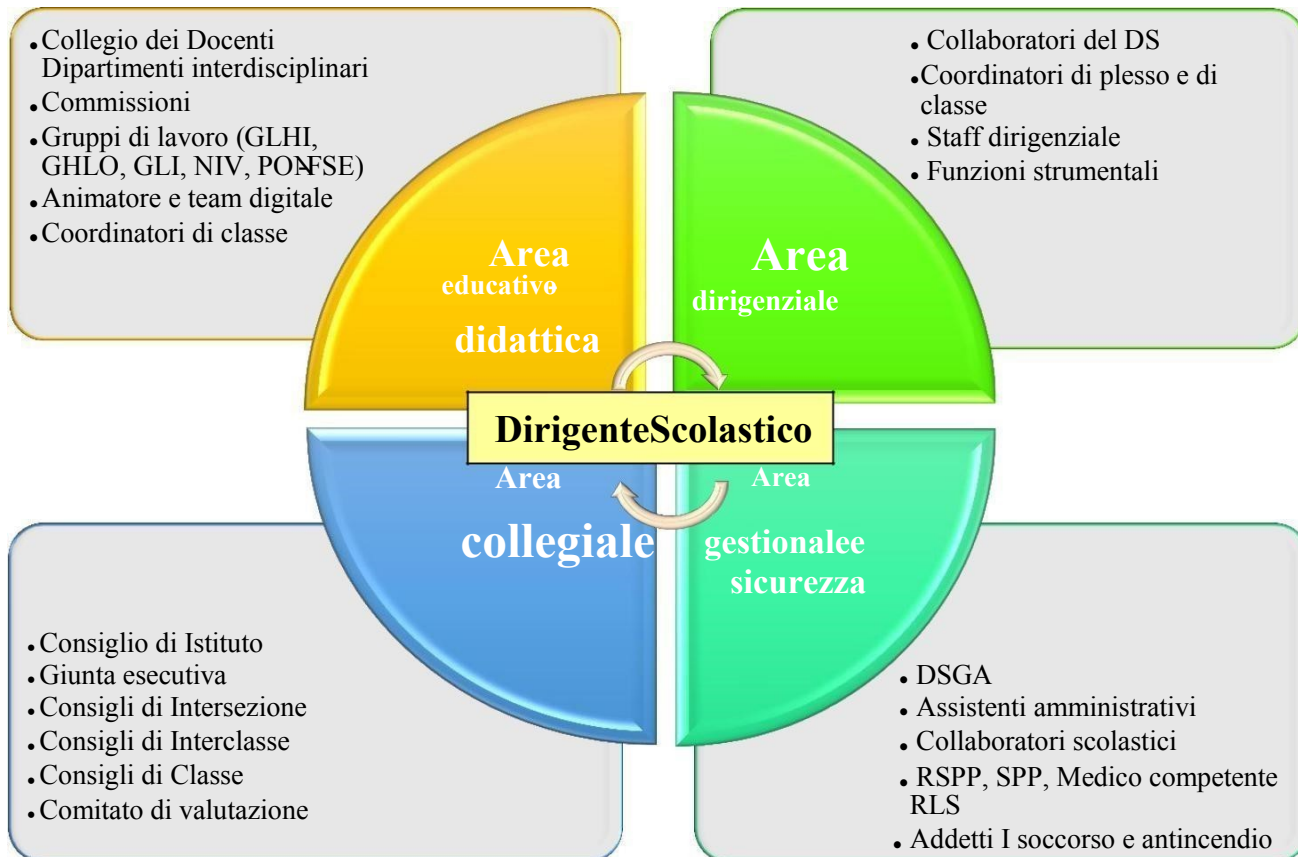 • Collegio dei Docenti
Dipartimenti interdisciplinari
• Commissioni
• Gruppi di lavoro (GLHI,
GHLO, GLI, NIV, PON-FSE)
• Animatore e team digitale
• Coordinatori di classe
• Collaboratori del DS
• Coordinatori di plesso e di
classe
• Staff dirigenziale
• Funzioni strumentali
Area
educativo-
didattica
Area
dirigenziale
DirigenteScolastico
Area
collegiale
Area
gestionalee
sicurezza
• Consiglio di Istituto
• Giunta esecutiva
• Consigli di Intersezione
• Consigli di Interclasse
• Consigli di Classe
• Comitato di valutazione
• DSGA
• Assistenti amministrativi
• Collaboratori scolastici
• RSPP, SPP, Medico competente
RLS
• Addetti I soccorso e antincendio